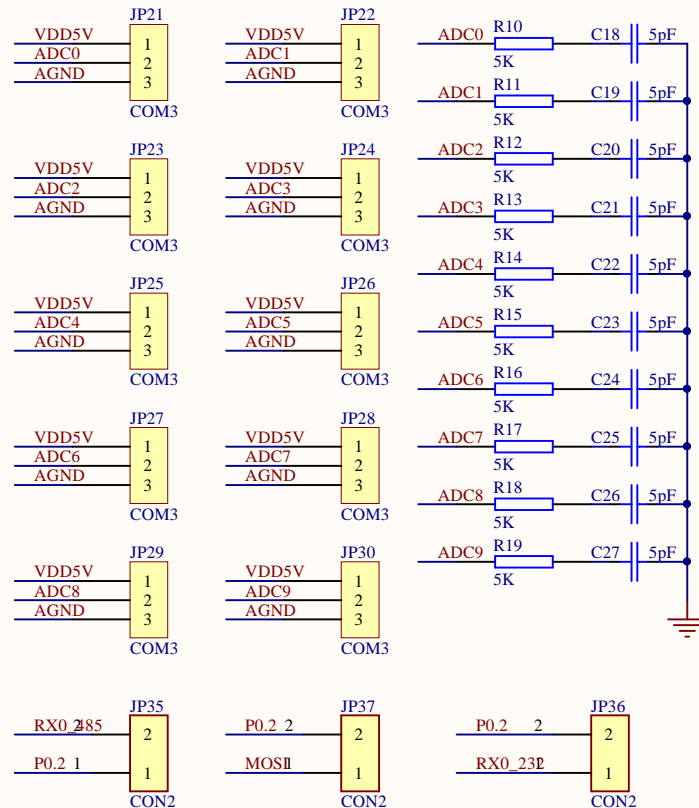 JP21
VDD5V 1
ADC0 2
AGND 3
COM3
JP22
VDD5V 1
ADC1 2
AGND 3
COM3
JP23
VDD5V 1
ADC2 2
AGND 3
COM3
JP24
VDD5V 1
ADC3 2
AGND 3
COM3
JP25
VDD5V 1
ADC4 2
AGND 3
COM3
JP26
VDD5V 1
ADC5 2
AGND 3
COM3
JP27
VDD5V 1
ADC6 2
AGND 3
COM3
JP28
VDD5V 1
ADC7 2
AGND 3
COM3
JP29
VDD5V 1
ADC8 2
AGND 3
COM3
JP30
VDD5V 1
ADC9 2
AGND 3
COM3
ADC0 R10 C18 5pF
5K
ADC1 R11 C19 5pF
5K
ADC2 R12 C20 5pF
5K
ADC3 R13 C21 5pF
5K
ADC4 R14 C22 5pF
5K
ADC5 R15 C23 5pF
5K
ADC6 R16 C24 5pF
5K
ADC7 R17 C25 5pF
5K
ADC8 R18 C26 5pF
5K
ADC9 R19 C27 5pF
5K
JP35
RX0_485 2 2
P0.2 1 1
CON2
JP37
P0.2 2 2
MOSI 1 1
CON2
JP36
P0.2 2 2
RX0_232 1 1
CON2